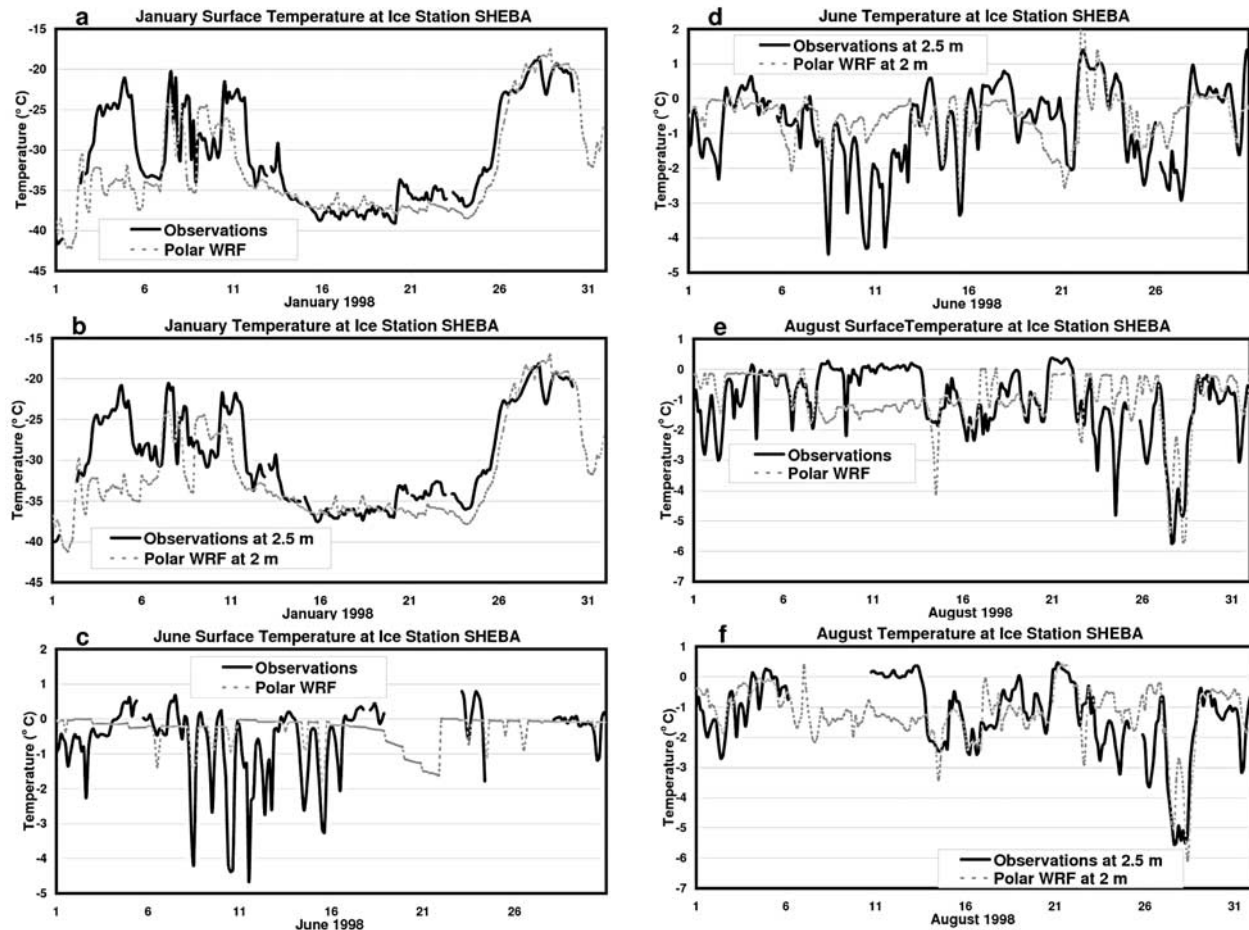 a
January Surface Temperature at Ice Station SHEBA
Temperature (° C)
-15
-20
-25
-30
-35
-40
-45
Observations
Polar WRF
1 6 11 16 21 26 31
January 1998
b
January Temperature at Ice Station SHEBA
Temperature (° C)
-15
-20
-25
-30
-35
-40
-45
Observations at 2.5 m
Polar WRF at 2 m
1 6 11 16 21 26 31
January 1998
c
June Surface Temperature at Ice Station SHEBA
Temperature (° C)
2
1
0
-1
-2
-3
-4
-5
Observations
Polar WRF
1 6 11 16 21 26
June 1998
d
June Temperature at Ice Station SHEBA
Temperature (° C)
2
1
0
-1
-2
-3
-4
-5
Observations at 2.5 m
Polar WRF at 2 m
1 6 11 16 21 26
June 1998
e
August SurfaceTemperature at Ice Station SHEBA
Temperature (° C)
1
0
-1
-2
-3
-4
-5
-6
-7
Observations
Polar WRF
1 6 11 16 21 26 31
August 1998
f
August Temperature at Ice Station SHEBA
Temperature (° C)
1
0
-1
-2
-3
-4
-5
-6
-7
Observations at 2.5 m
Polar WRF at 2 m
1 6 11 16 21 26 31
August 1998